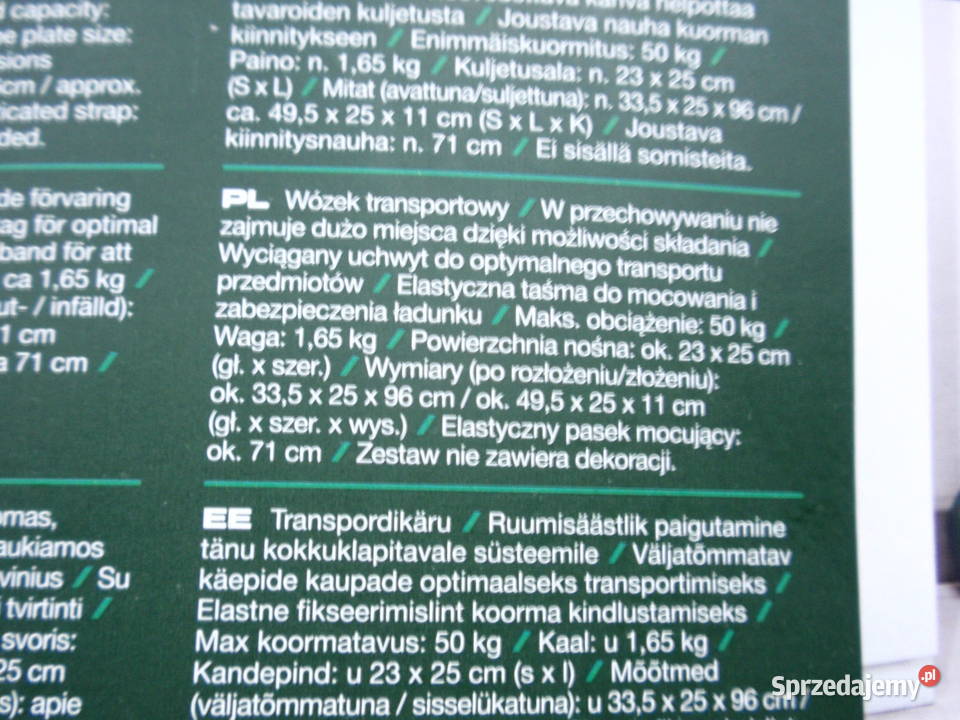 capacity:
plate size:
cm / approx.
strap:
tavaroiden kuljetusta / Joustava nauha kuorman
kiinnitykseen / Enimmäiskuormitus: 50 kg /
Paino: n. 1,65 kg / Kuljetusala: n. 23 x 25 cm
(S x L) / Mitat (avattuna/suljettuna): n. 33,5 x 25 x 96 cm /
ca. 49,5 x 25 x 11 cm (S x L x K) / Joustava
kiinnitysnauha: n. 71 cm / Ei sisällä somisteita.
de förvaring
för optimal
band för att
ca 1,65 kg /
ut- / infälld):
1 cm
a 71 cm /
PL Wózek transportowy / W przechowywaniu nie
zajmuje dużo miejsca dzięki możliwości składania /
Wyciągany uchwyt do optymalnego transportu
przedmiotów / Elastyczna taśma do mocowania i
zabezpieczenia ładunku / Maks. obciążenie: 50 kg /
Waga: 1,65 kg / Powierzchnia nośna: ok. 23 x 25 cm
(gł. x szer.) / Wymiary (po rozłożeniu/złożeniu):
ok. 33,5 x 25 x 96 cm / ok. 49,5 x 25 x 11 cm
(gł. x szer. x wys.) / Elastyczny pasek mocujący:
ok. 71 cm / Zestaw nie zawiera dekoracji.
omas,
aukiamos
vinius / Su
i tvirtinti /
svoris:
25 cm
s): apie
EE Transpordikäru / Ruumisäästlik paigutamine
tänu kokkuklapitavale süsteemile / Väljatõmmatav
käepide kaupade optimaalseks transportimiseks /
Elastne fikseerimislint koorma kindlustamiseks /
Max koormatavus: 50 kg / Kaal: u 1,65 kg /
Kandepind: u 23 x 25 cm (s x l) / Mõõtmed
(väljatõmmatuna / sisselükatuna): u 33,5 x 25 x 96 cm /
Sprzedajemy.pl